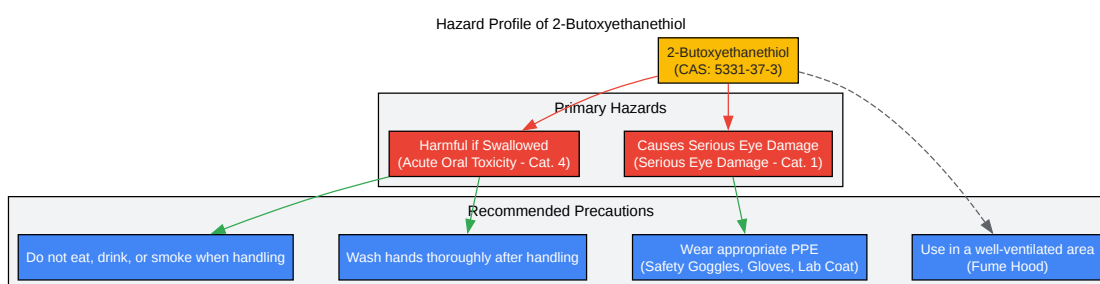 Hazard Profile of 2-Butoxyethanethiol
2-Butoxyethanethiol
(CAS: 5331-37-3)
Primary Hazards
Harmful if Swallowed
(Acute Oral Toxicity - Cat. 4)
Causes Serious Eye Damage
(Serious Eye Damage - Cat. 1)
Recommended Precautions
Do not eat, drink, or smoke when handling
Wash hands thoroughly after handling
Wear appropriate PPE
(Safety Goggles, Gloves, Lab Coat)
Use in a well-ventilated area
(Fume Hood)